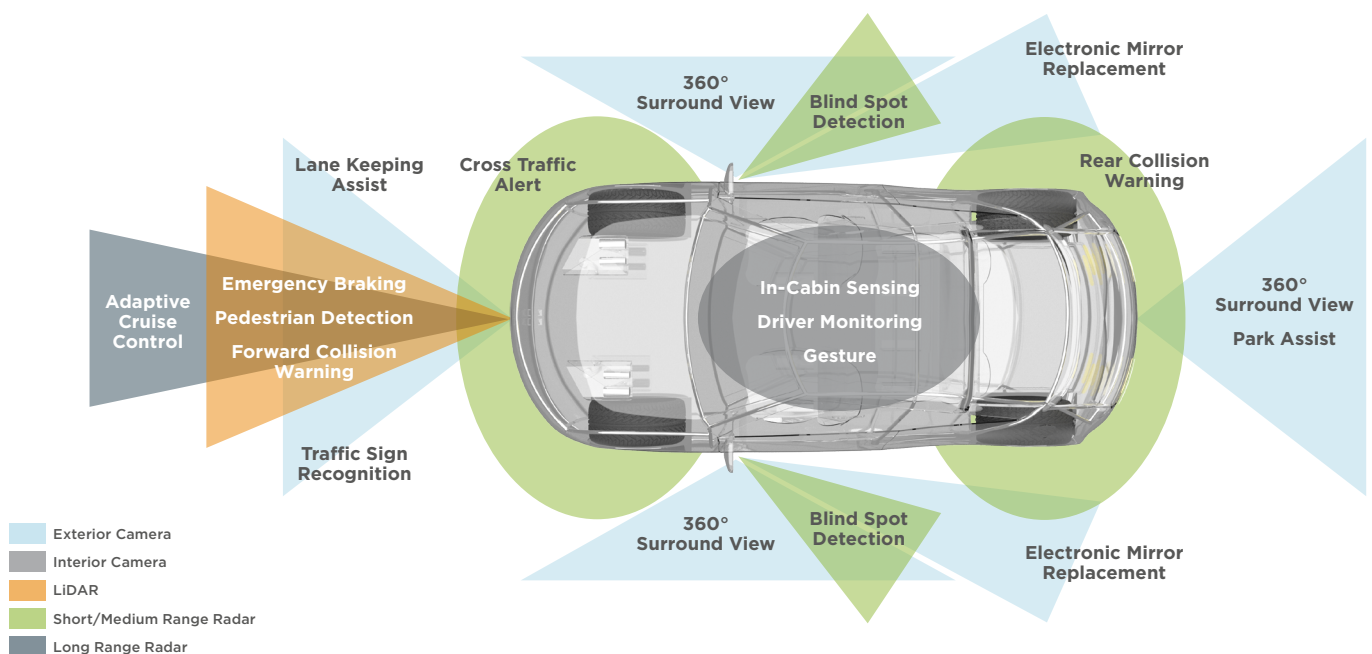 Electronic Mirror
Replacement
360°
Surround View
Blind Spot
Detection
Lane Keeping
Assist
Cross Traffic
Alert
Rear Collision
Warning
Adaptive
Cruise
Control
Emergency Braking
Pedestrian Detection
Forward Collision
Warning
In-Cabin Sensing
Driver Monitoring
Gesture
360°
Surround View
Park Assist
Traffic Sign
Recognition
360°
Surround View
Blind Spot
Detection
Electronic Mirror
Replacement
Exterior Camera
Interior Camera
LiDAR
Short/Medium Range Radar
Long Range Radar